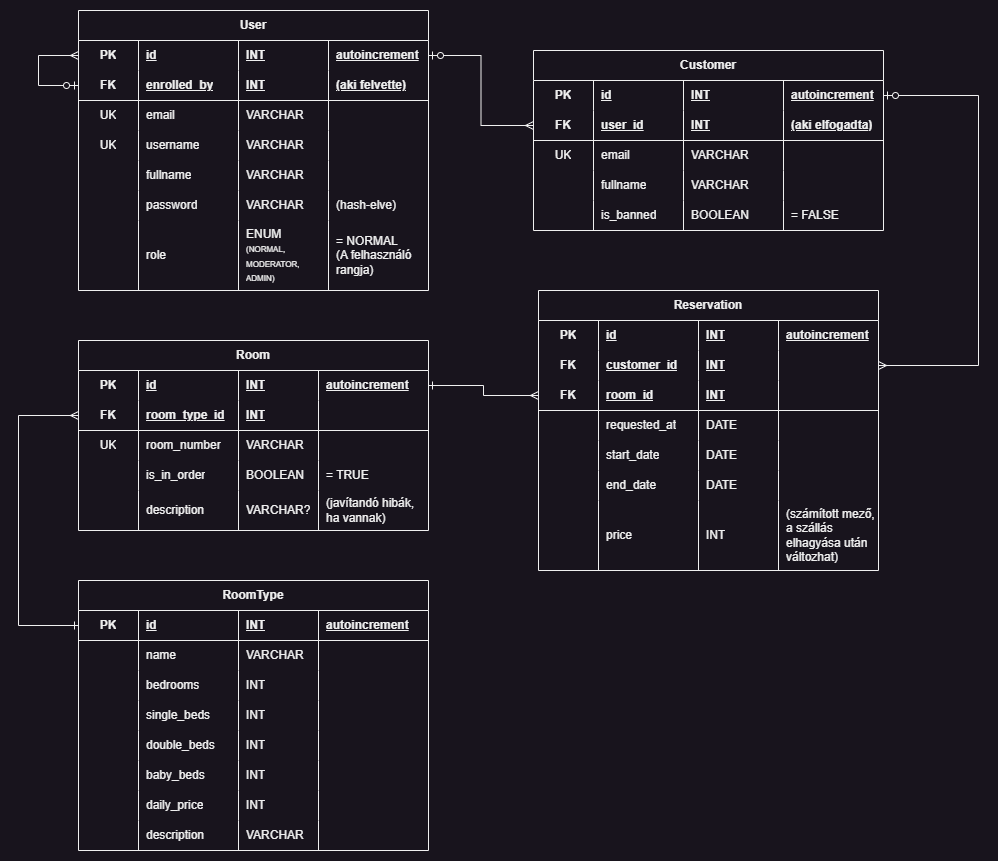 User
PK id INT autoincrement
FK enrolled_by INT (aki felvette)
UK email VARCHAR
UK username VARCHAR
fullname VARCHAR
password VARCHAR (hash-elve)
role ENUM
(NORMAL,
MODERATOR,
ADMIN)
= NORMAL
(A felhasználó
rangja)
Customer
PK id INT autoincrement
FK user_id INT (aki elfogadta)
UK email VARCHAR
fullname VARCHAR
is_banned BOOLEAN = FALSE
Room
PK id INT autoincrement
FK room_type_id INT
UK room_number VARCHAR
is_in_order BOOLEAN = TRUE
description VARCHAR? (javítandó hibák,
ha vannak)
Reservation
PK id INT autoincrement
FK customer_id INT
FK room_id INT
requested_at DATE
start_date DATE
end_date DATE
price INT (számított mező,
a szállás
elhagyása után
változhat)
RoomType
PK id INT autoincrement
name VARCHAR
bedrooms INT
single_beds INT
double_beds INT
baby_beds INT
daily_price INT
description VARCHAR